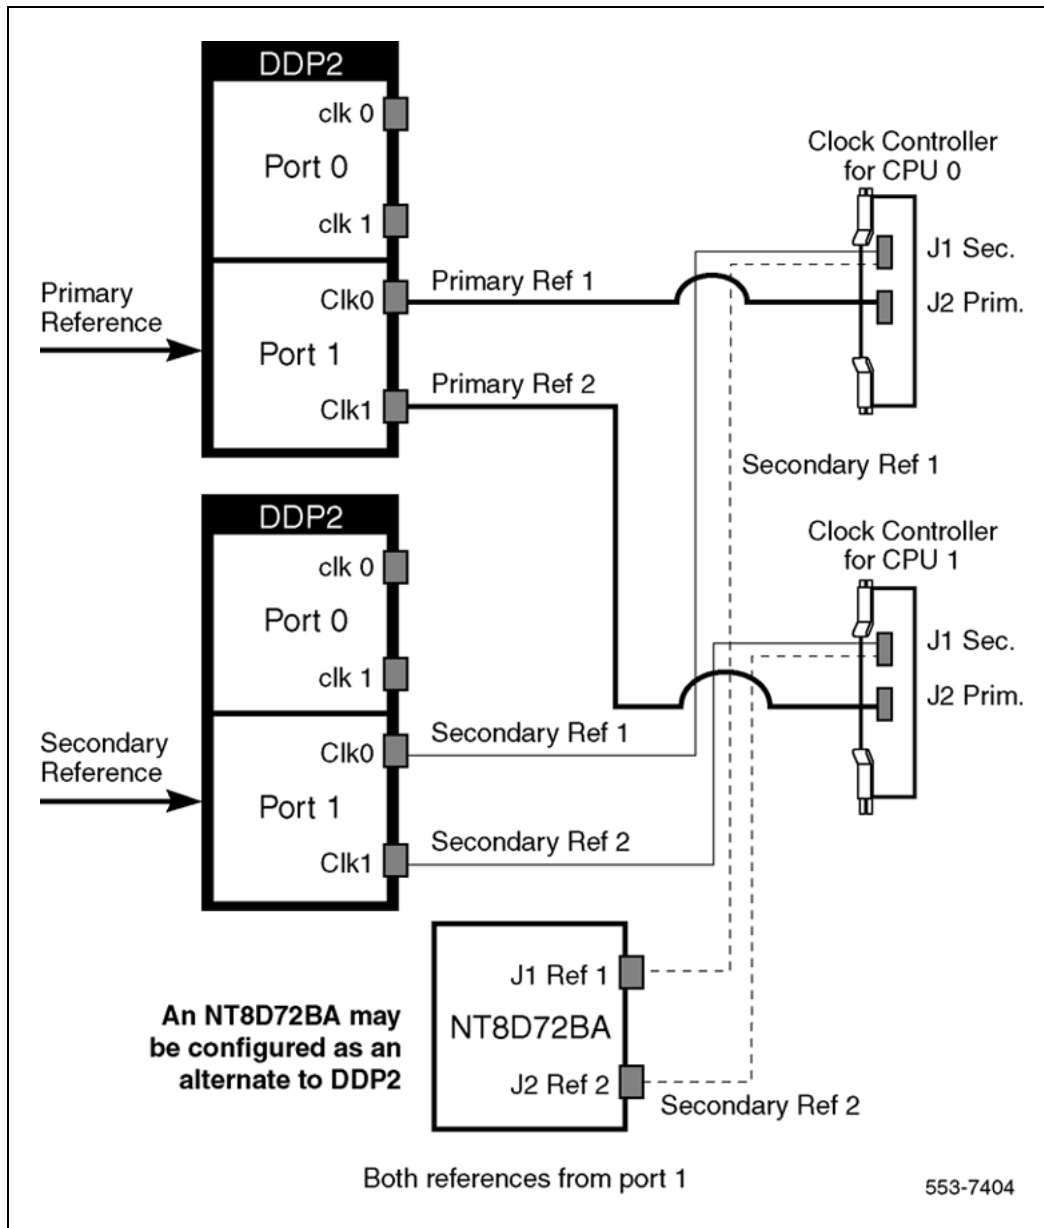 DDP2
clk 0
Port 0
clk 1
Primary
Reference
Clk0
Port 1
Clk1
Primary Ref 1
Primary Ref 2
Clock Controller
for CPU 0
J1 Sec.
J2 Prim.
Secondary Ref 1
DDP2
clk 0
Port 0
clk 1
Secondary
Reference
Clk0
Port 1
Clk1
Secondary Ref 1
Secondary Ref 2
Clock Controller
for CPU 1
J1 Sec.
J2 Prim.
An NT8D72BA may
be configured as an
alternate to DDP2
J1 Ref 1
NT8D72BA
J2 Ref 2
Secondary Ref 2
Both references from port 1
553-7404